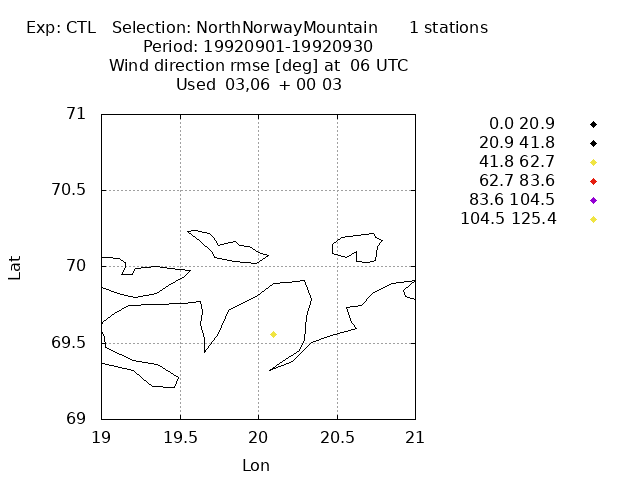 Exp: CTL   Selection: NorthNorwayMountain      1 stations
Period: 19920901-19920930
Wind direction rmse [deg] at  06 UTC
Used  03,06  + 00 03
0.0 20.9
20.9 41.8
41.8 62.7
62.7 83.6
83.6 104.5
104.5 125.4
71
70.5
70
69.5
69
Lat
19 19.5 20 20.5 21
Lon